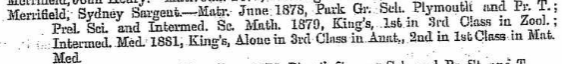 Merrifield, Sydney Sargent.—Matr. June 1878, Park Gr. Sch. Plymouth and Pr. T.;
Prel. Sci. and Intermed. Sc. Math. 1879, King's, 1st in 3rd Class in Zool.;
Intermed. Med. 1881, King's, Alone in 3rd Class in Anat., 2nd in 1st Class in Mat.
Med.